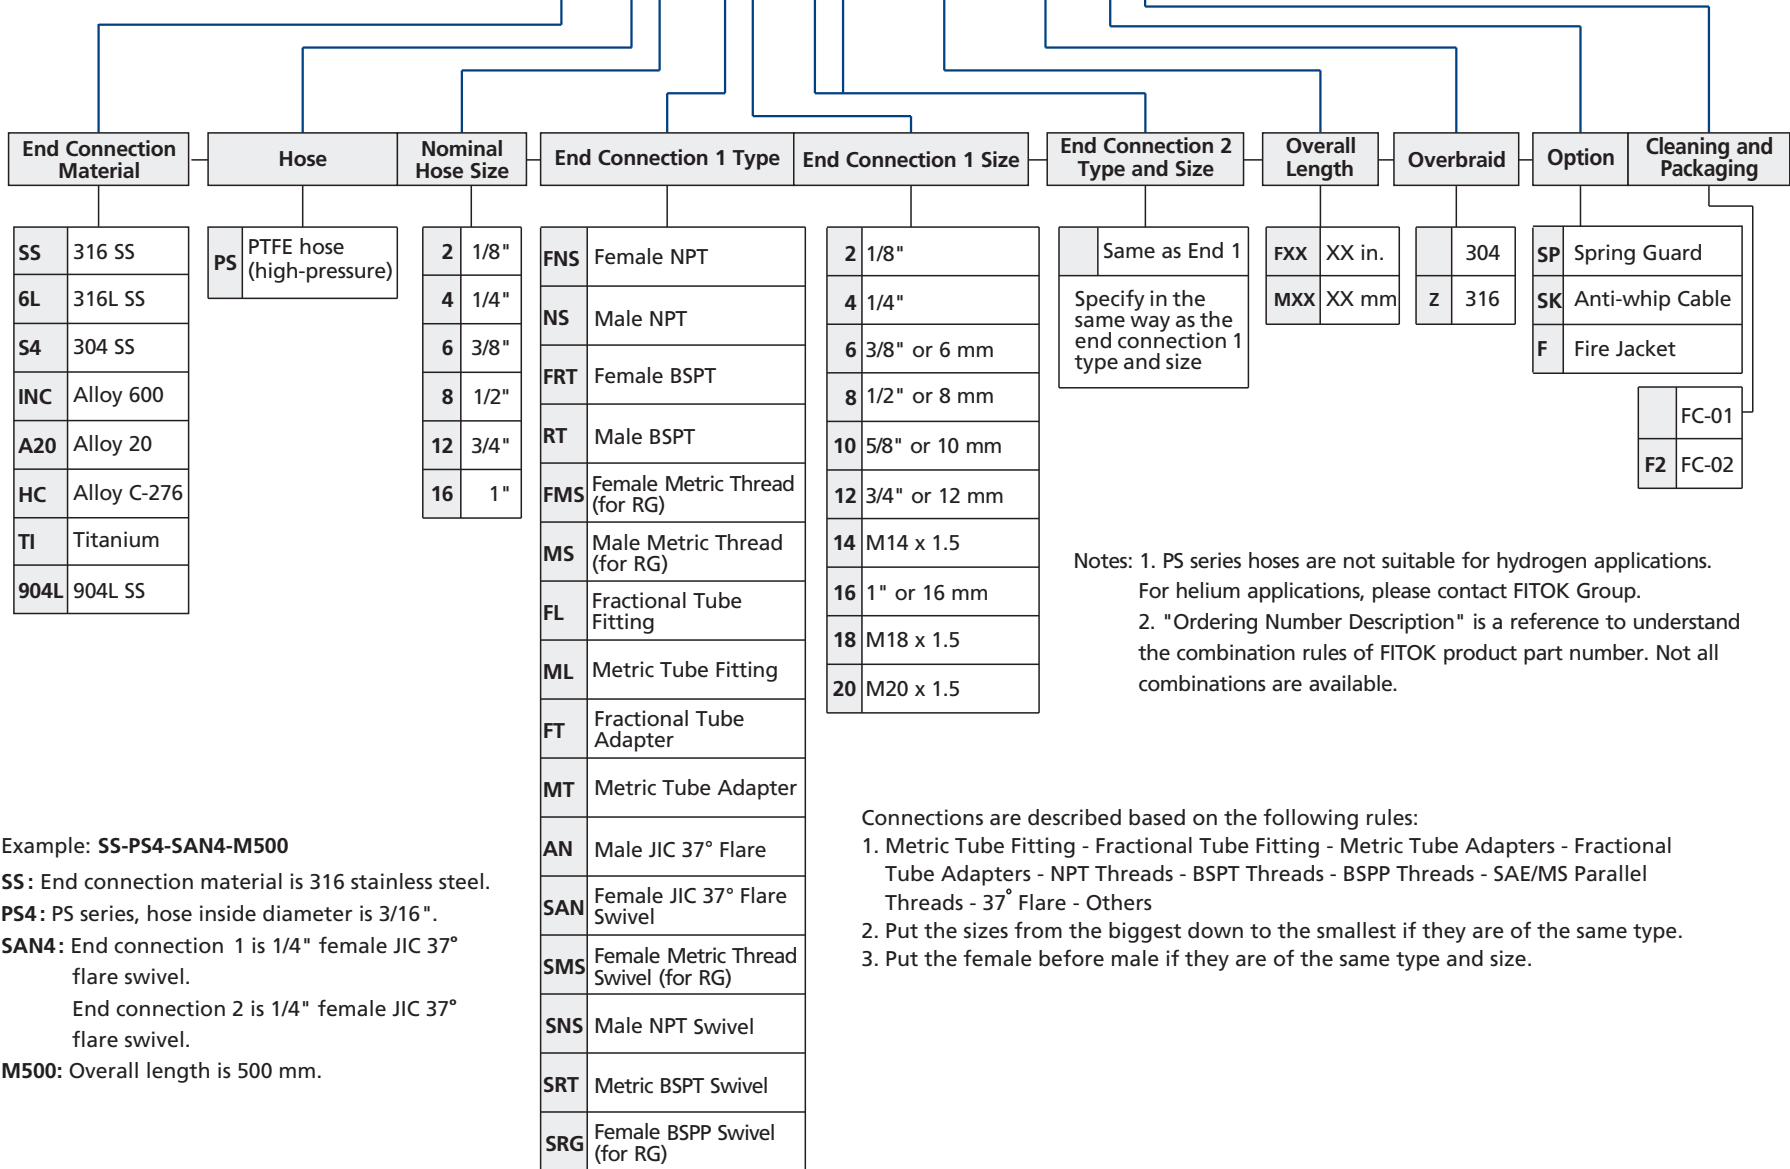 End Connection
Material
Hose
Nominal
Hose Size
End Connection 1 Type
End Connection 1 Size
End Connection 2
Type and Size
Overall
Length
Overbraid
Option
Cleaning and
Packaging
SS 316 SS
6L 316L SS
S4 304 SS
INC Alloy 600
A20 Alloy 20
HC Alloy C-276
TI Titanium
904L 904L SS
PS PTFE hose
(high-pressure)
2 1/8"
4 1/4"
6 3/8"
8 1/2"
12 3/4"
16 1"
FNS Female NPT
NS Male NPT
FRT Female BSPT
RT Male BSPT
FMS Female Metric Thread
(for RG)
MS Male Metric Thread
(for RG)
FL Fractional Tube
Fitting
ML Metric Tube Fitting
FT Fractional Tube
Adapter
MT Metric Tube Adapter
AN Male JIC 37° Flare
SAN Female JIC 37° Flare
Swivel
SMS Female Metric Thread
Swivel (for RG)
SNS Male NPT Swivel
SRT Metric BSPT Swivel
SRG Female BSPP Swivel
(for RG)
2 1/8"
4 1/4"
6 3/8" or 6 mm
8 1/2" or 8 mm
10 5/8" or 10 mm
12 3/4" or 12 mm
14 M14 x 1.5
16 1" or 16 mm
18 M18 x 1.5
20 M20 x 1.5
Same as End 1
Specify in the
same way as the
end connection 1
type and size
FXX XX in.
MXX XX mm
304
Z 316
SP Spring Guard
SK Anti-whip Cable
F Fire Jacket
FC-01
F2 FC-02
Notes: 1. PS series hoses are not suitable for hydrogen applications.
For helium applications, please contact FITOK Group.
2. "Ordering Number Description" is a reference to understand
the combination rules of FITOK product part number. Not all
combinations are available.
Example: SS-PS4-SAN4-M500
SS: End connection material is 316 stainless steel.
PS4: PS series, hose inside diameter is 3/16".
SAN4: End connection 1 is 1/4" female JIC 37°
flare swivel.
End connection 2 is 1/4" female JIC 37°
flare swivel.
M500: Overall length is 500 mm.
Connections are described based on the following rules:
1. Metric Tube Fitting - Fractional Tube Fitting - Metric Tube Adapters - Fractional
Tube Adapters - NPT Threads - BSPT Threads - BSPP Threads - SAE/MS Parallel
Threads - 37° Flare - Others
2. Put the sizes from the biggest down to the smallest if they are of the same type.
3. Put the female before male if they are of the same type and size.